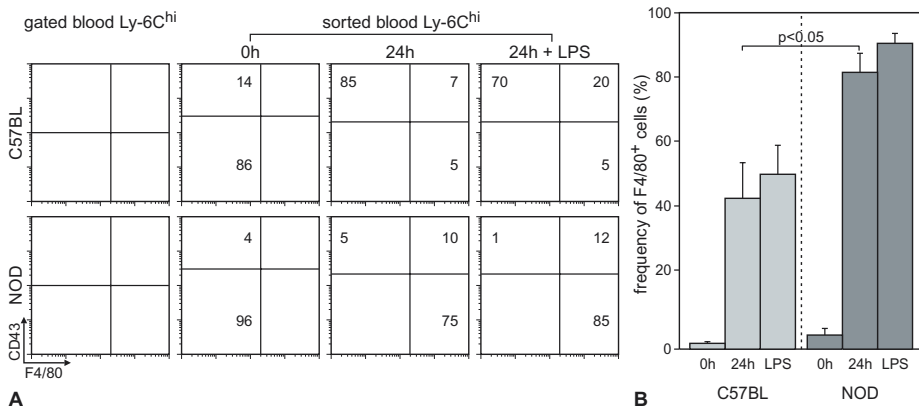 gated blood Ly-6Chi
sorted blood Ly-6Chi
0h 24h 24h + LPS
C57BL
14
86
85 7
5
70 20
5
NOD
4
96
5 10
75
1 12
85
CD43
F4/80
A
frequency of F4/80+ cells (%)
100
80
60
40
20
0
p<0.05
0h 24h LPS 0h 24h LPS
C57BL NOD
B